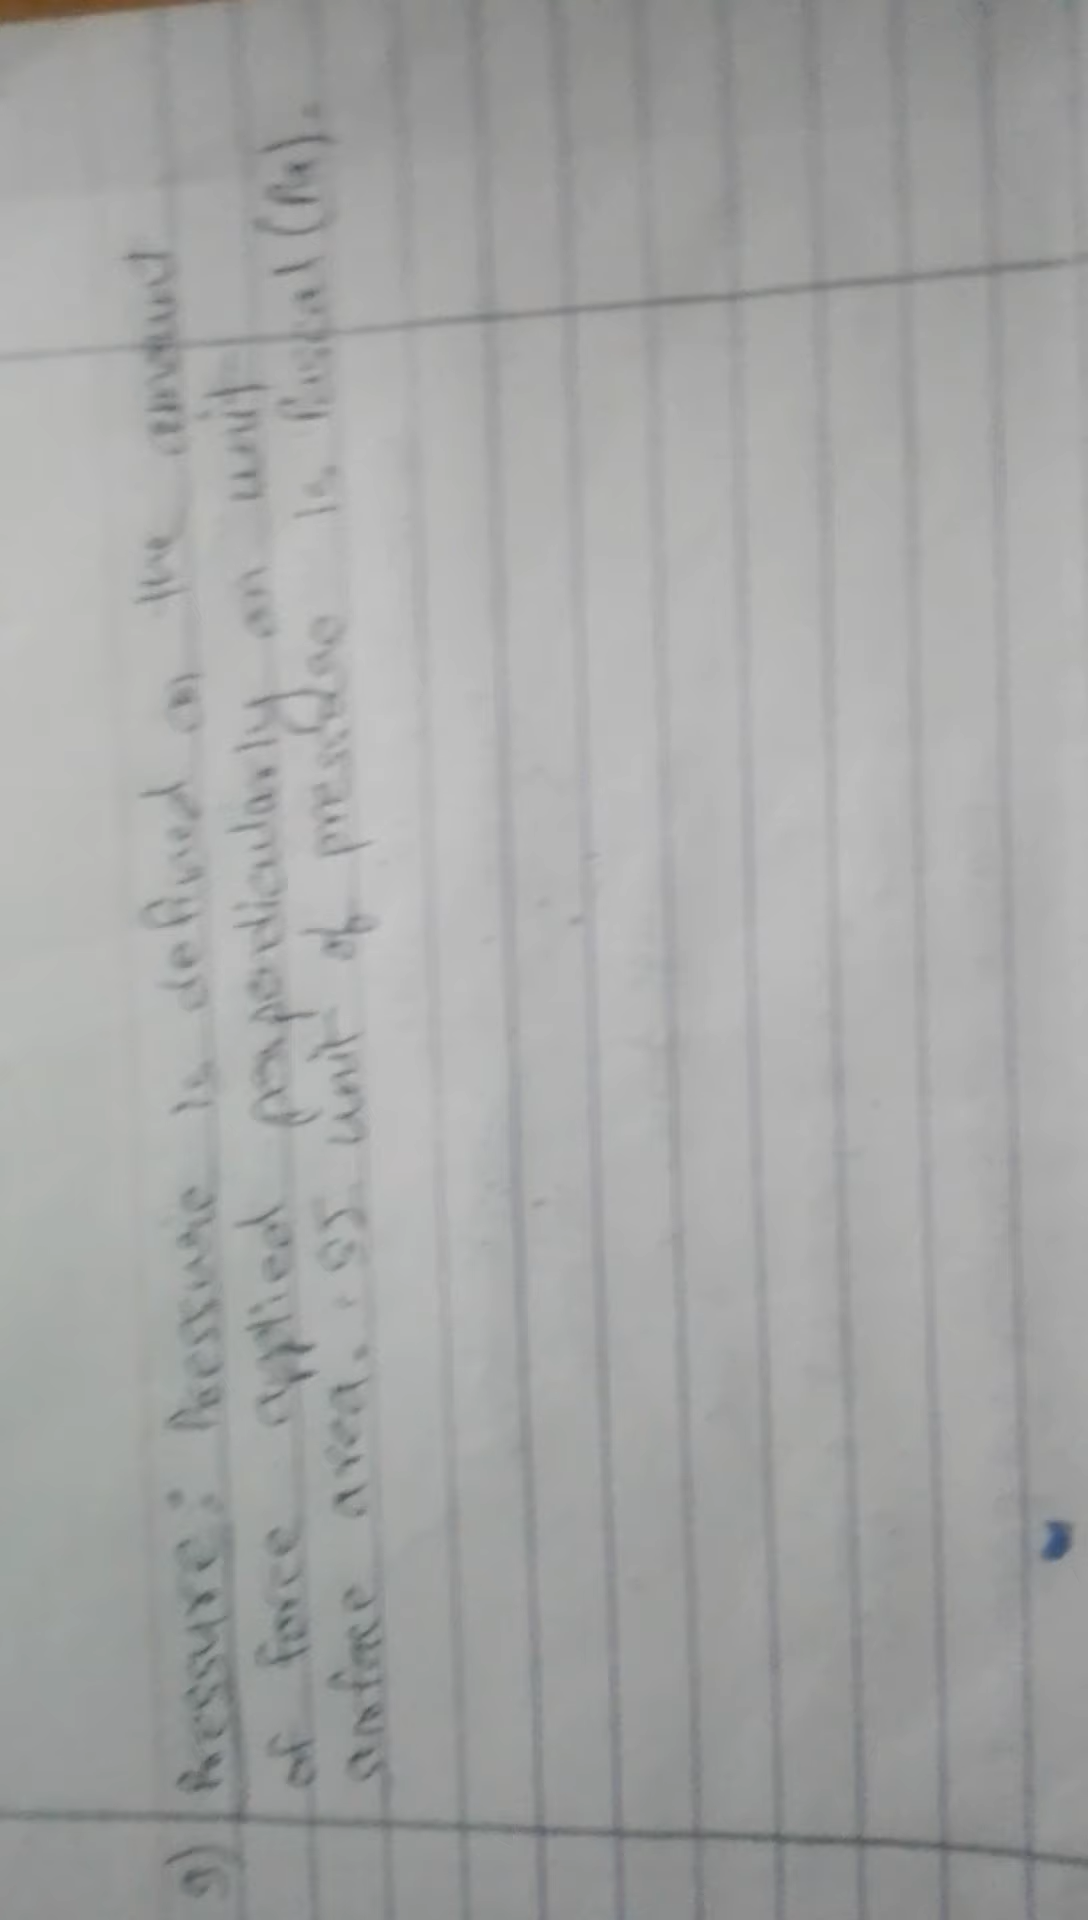 9) Pressure: Pressure is defined as the amount
of force applied perpendicularly on unit
surface area. SI unit of pressure is Pascal (Pa).